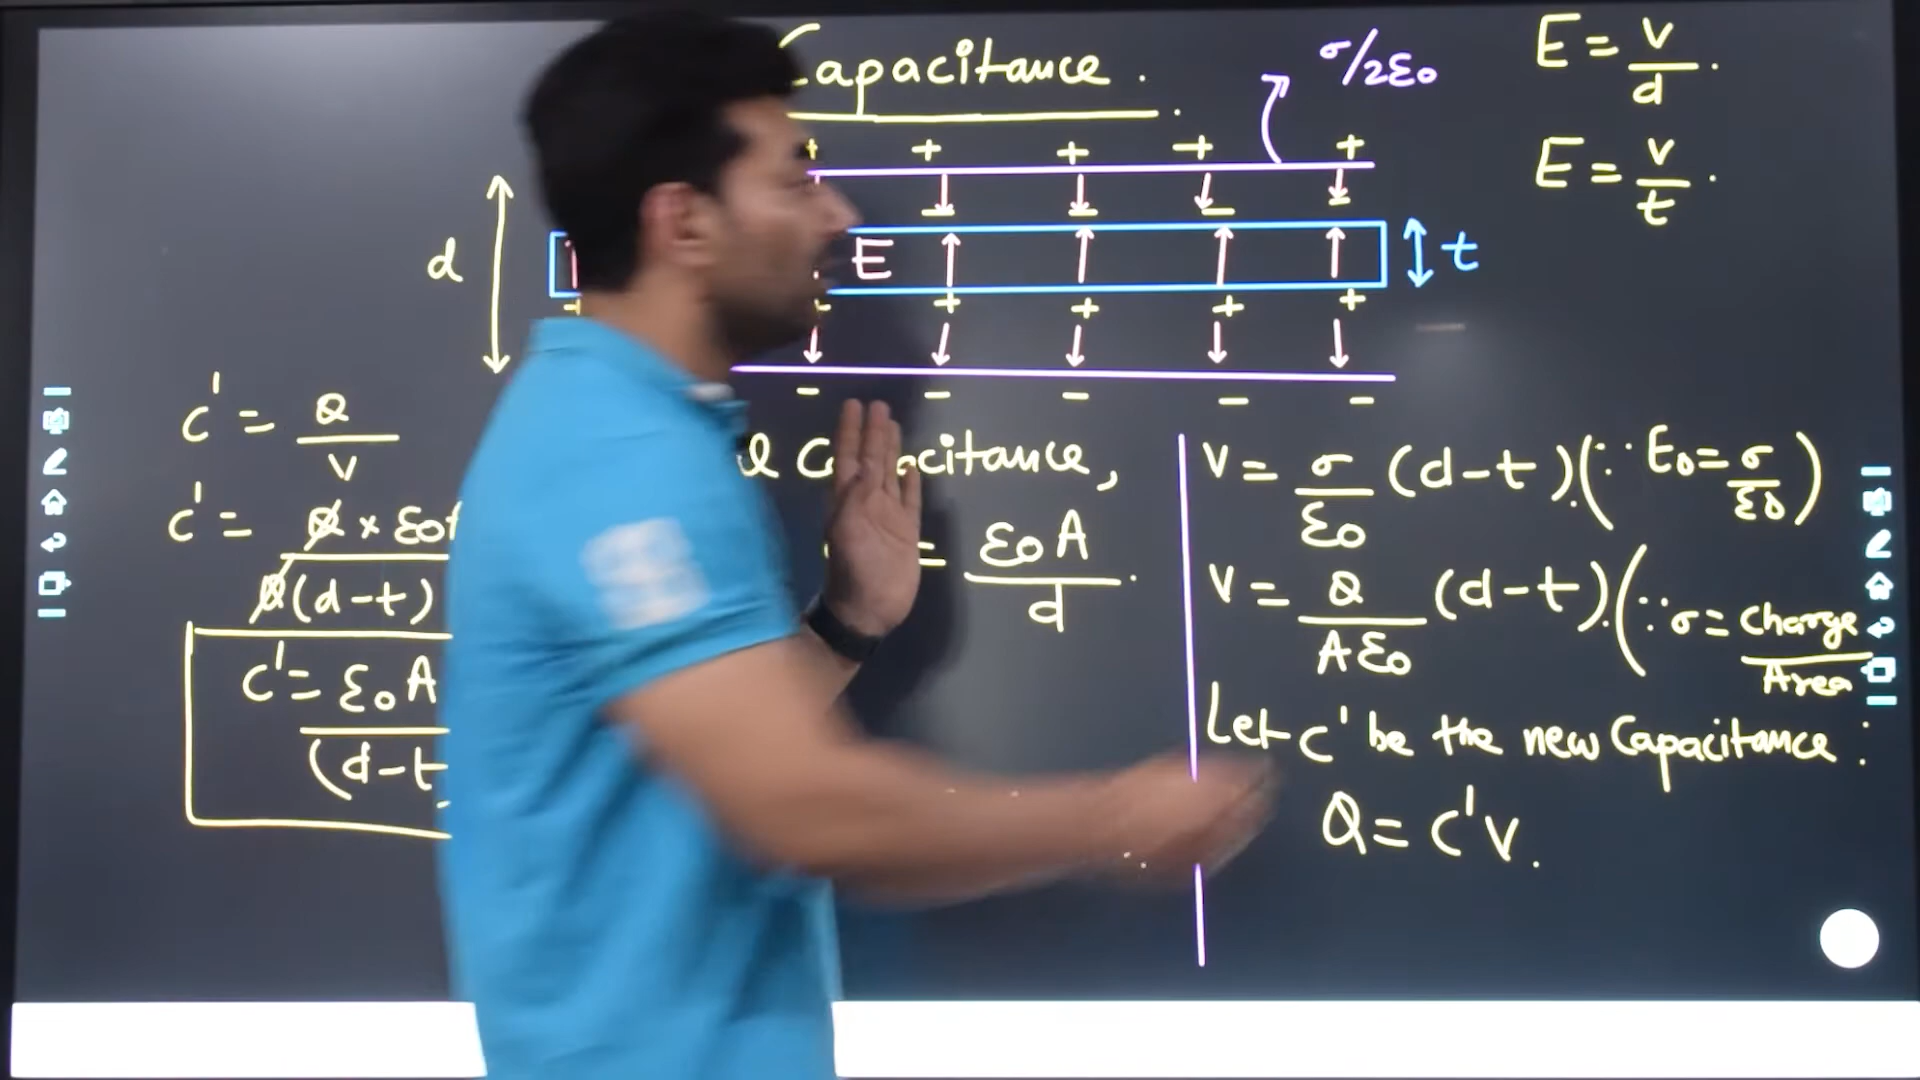 Capacitance.
σ/2ε₀
E = V/d.
E = V/t.
+ + + + +
d
E
t
+ + + + +
- - - - -
C' = Q/V
C' = Q × ε₀ / Q(d-t)
C' = ε₀A / (d-t
l Capacitance,
= ε₀A/d.
V = σ/ε₀ (d-t). (∵ E₀ = σ/ε₀)
V = Q/Aε₀ (d-t). (∵ σ = Charge/Area
Let C' be the new Capacitance:
Q = C'V.